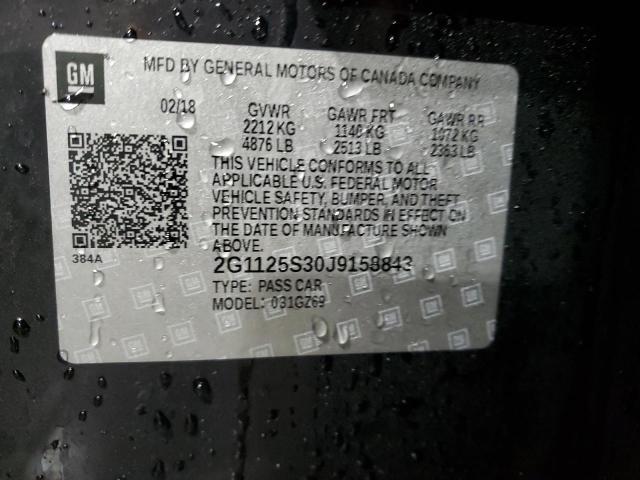 GM
MFD BY GENERAL MOTORS OF CANADA COMPANY
02/18 GVWR GAWR FRT GAWR RR
2212 KG 1140 KG 1072 KG
4876 LB 2513 LB 2363 LB
THIS VEHICLE CONFORMS TO ALL
APPLICABLE U.S. FEDERAL MOTOR
VEHICLE SAFETY, BUMPER, AND THEFT
PREVENTION STANDARDS IN EFFECT ON
THE DATE OF MANUFACTURE SHOWN
ABOVE.
384A
2G1125S30J9158843
TYPE: PASS CAR
MODEL: 031GZ69